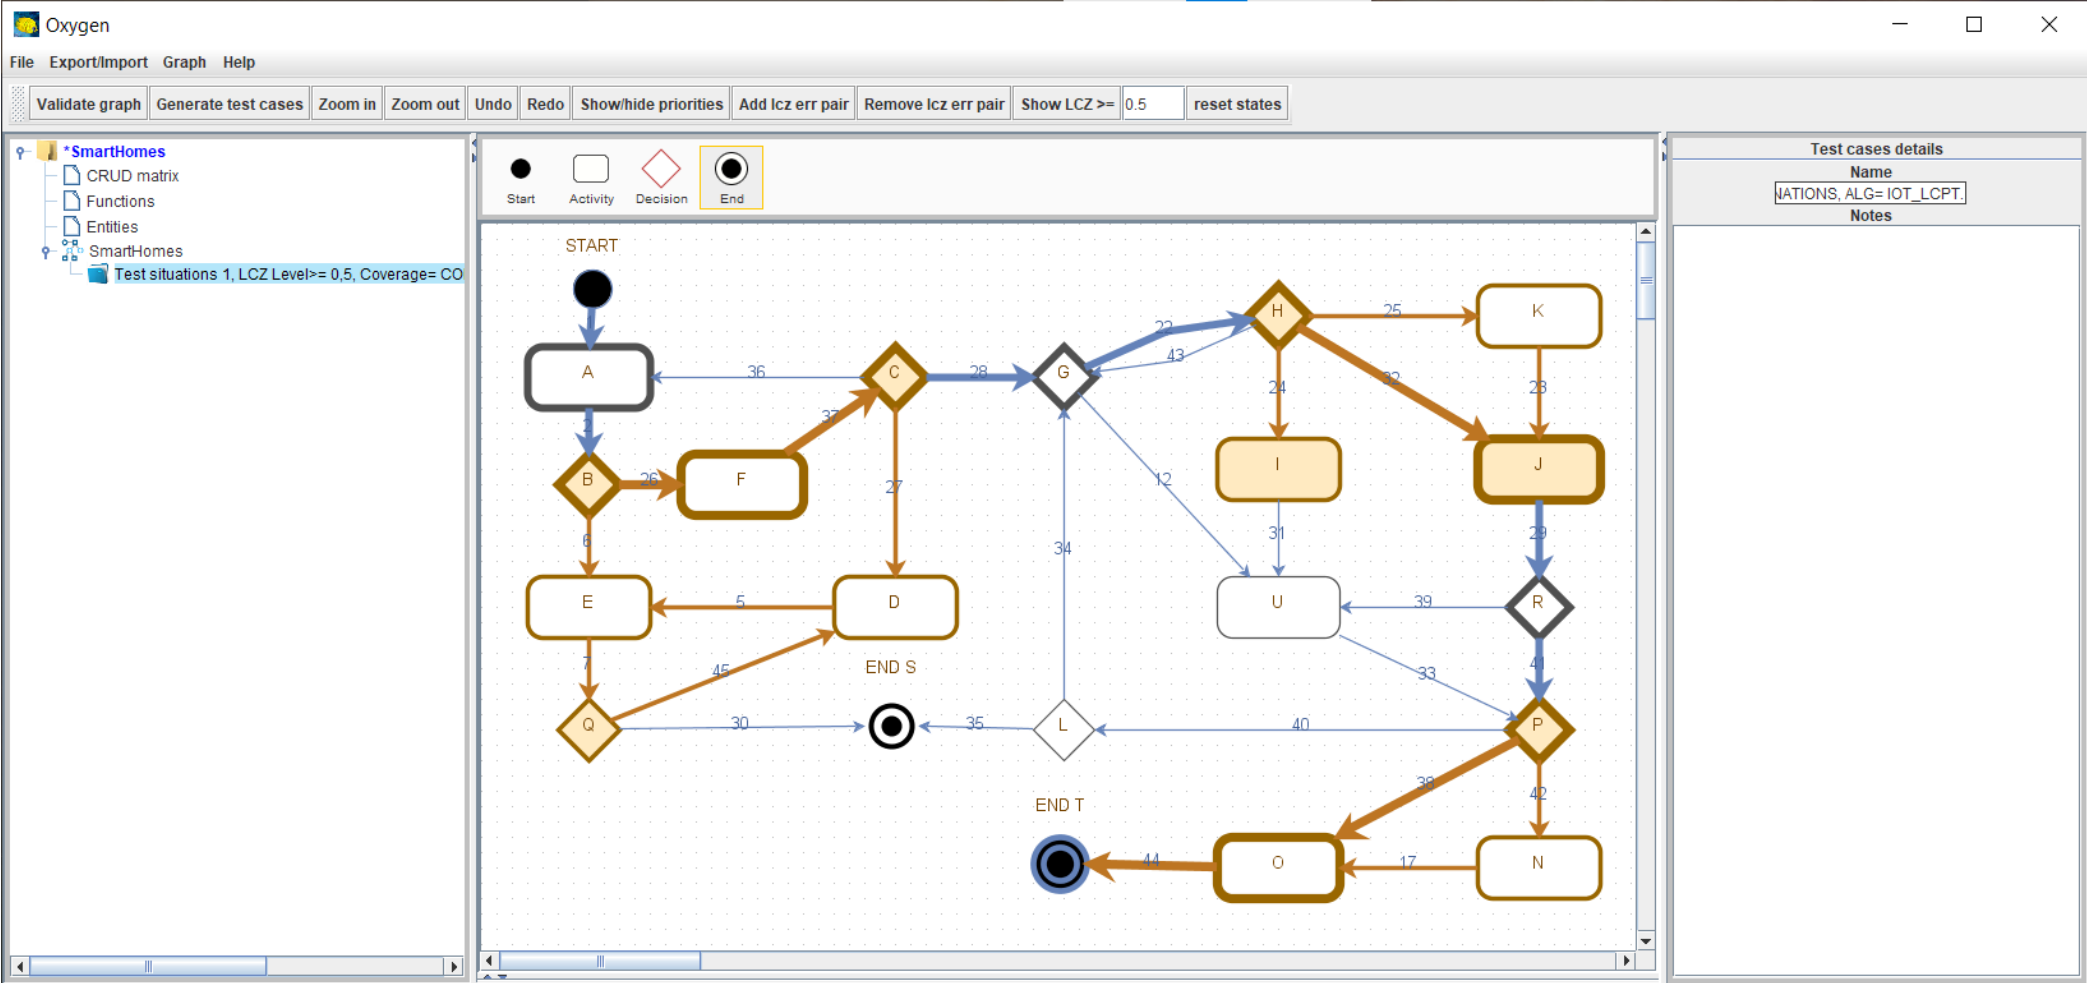 Oxygen
File Export/Import Graph Help
Validate graph Generate test cases Zoom in Zoom out Undo Redo Show/hide priorities Add lcz err pair Remove lcz err pair Show LCZ >= 0.5 reset states
*SmartHomes
CRUD matrix
Functions
Entities
SmartHomes
Test situations 1, LCZ Level>= 0,5, Coverage= CO
Start Activity Decision End
START
H
K
22
25
43
A
36
C
28
G
32
24
23
2
37
B
26
F
27
12
I
J
6
34
31
29
E
5
D
U
39
R
7
45
END S
33
41
Q
30
35
L
40
P
38
42
END T
44
O
17
N
Test cases details
Name
NATIONS, ALG= IOT_LCPT.
Notes